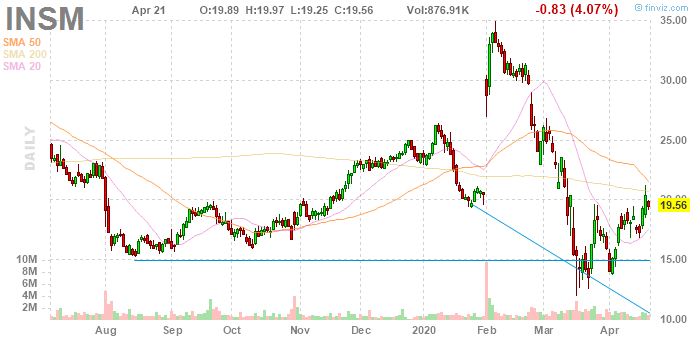 INSM
Apr 21
O:19.89 H:19.97 L:19.25 C:19.56
Vol:876.91K
-0.83 (4.07%)
© finviz.com
SMA 50
SMA 200
SMA 20
DAILY
35.00
30.00
25.00
20.00
19.56
15.00
10.00
10M
8M
6M
4M
2M
Aug Sep Oct Nov Dec 2020 Feb Mar Apr